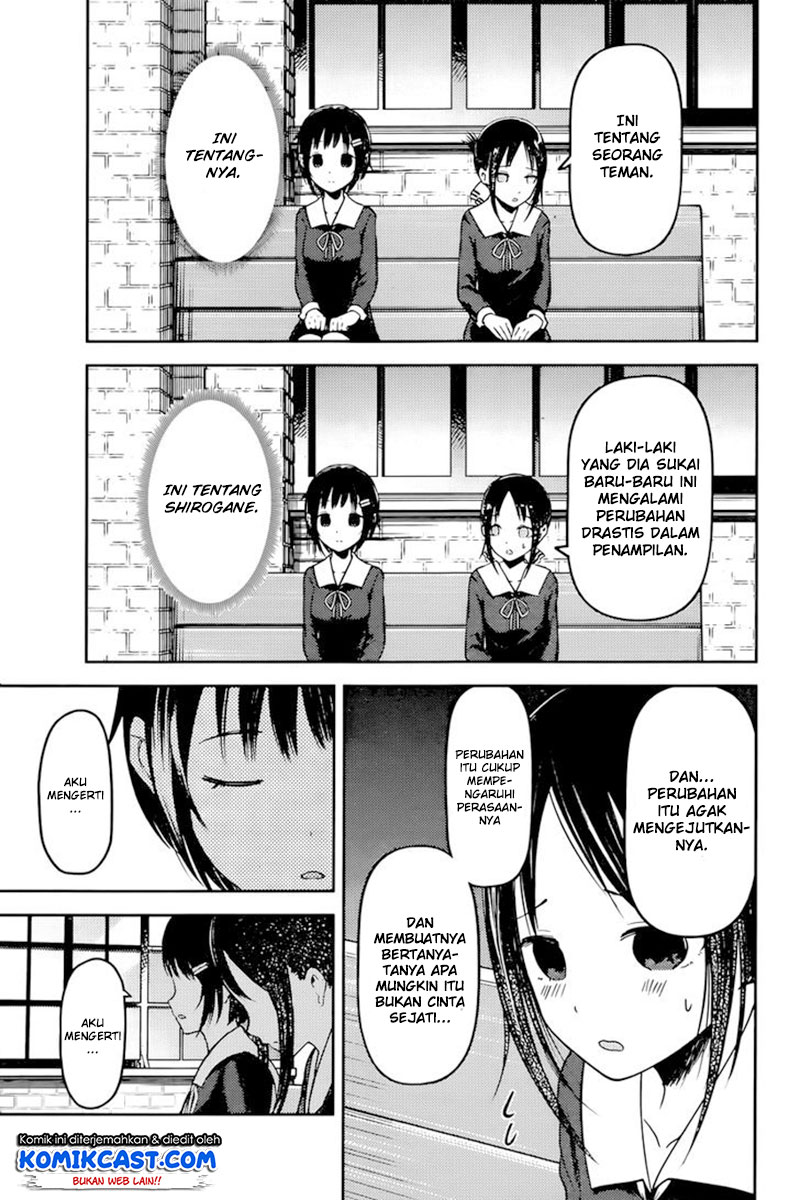 INI
TENTANG
SEORANG
TEMAN.
INI
TENTANG-
NYA.
LAKI-LAKI
YANG DIA SUKAI
BARU-BARU INI
MENGALAMI
PERUBAHAN
DRASTIS DALAM
PENAMPILAN.
INI TENTANG
SHIROGANE.
DAN...
PERUBAHAN
ITU AGAK
MENGEJUTKAN-
NYA.
PERUBAHAN
ITU CUKUP
MEMPE-
NGARUHI
PERASAAN-
NYA
DAN
MEMBUATNYA
BERTANYA-
TANYA APA
MUNGKIN ITU
BUKAN CINTA
SEJATI...
AKU
MENGERTI
...
AKU
MENGERTI
...
Komik ini diterjemahkan & diedit oleh
KOMIKCAST.COM
BUKAN WEB LAIN!!